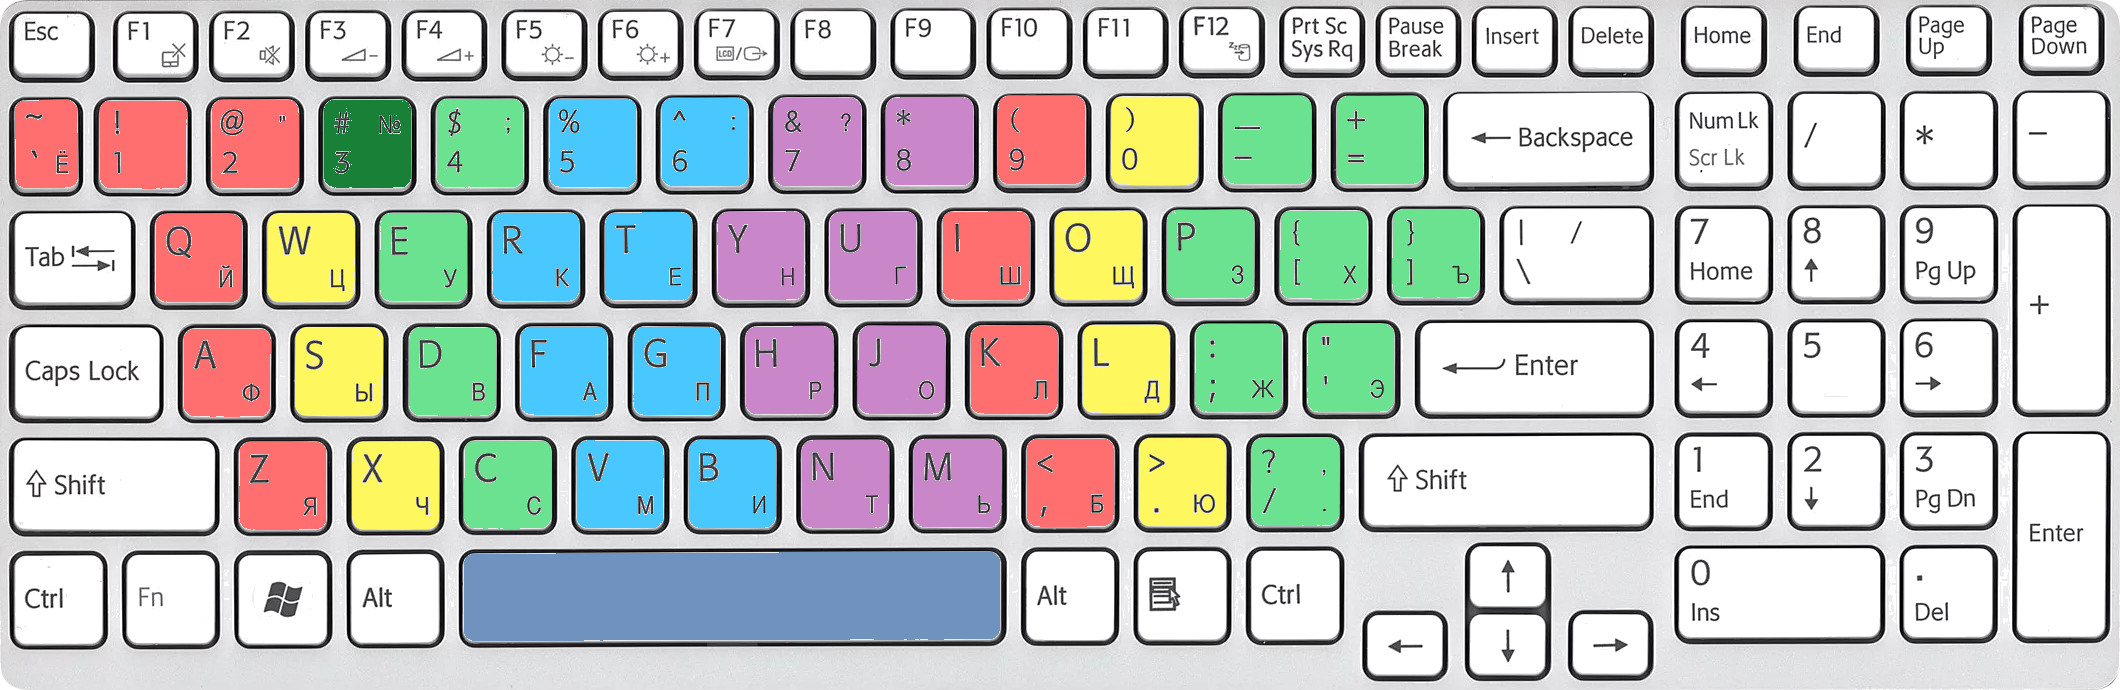 Esc F1 F2 F3 F4 F5 F6 F7 F8 F9 F10 F11 F12 Prt Sc Sys Rq Pause Break Insert Delete Home End Page Up Page Down
~ ` Ё ! 1 @ " 2 # № 3 $ ; 4 % 5 ^ : 6 & ? 7 * 8 ( 9 ) 0 _ - + = ← Backspace Num Lk Scr Lk / * -
Tab Q Й W Ц E У R К T Е Y Н U Г I Ш O Щ P З { [ Х } ] Ъ | / \ 7 Home 8 ↑ 9 Pg Up +
Caps Lock A Ф S Ы D В F А G П H Р J О K Л L Д : ; Ж " ' Э Enter 4 ← 5 6 →
⇧ Shift Z Я X Ч C С V М B И N Т M Ь < , Б > . Ю ? , / . ⇧ Shift 1 End 2 ↓ 3 Pg Dn Enter
Ctrl Fn Alt Alt Ctrl ← ↑ ↓ → 0 Ins . Del